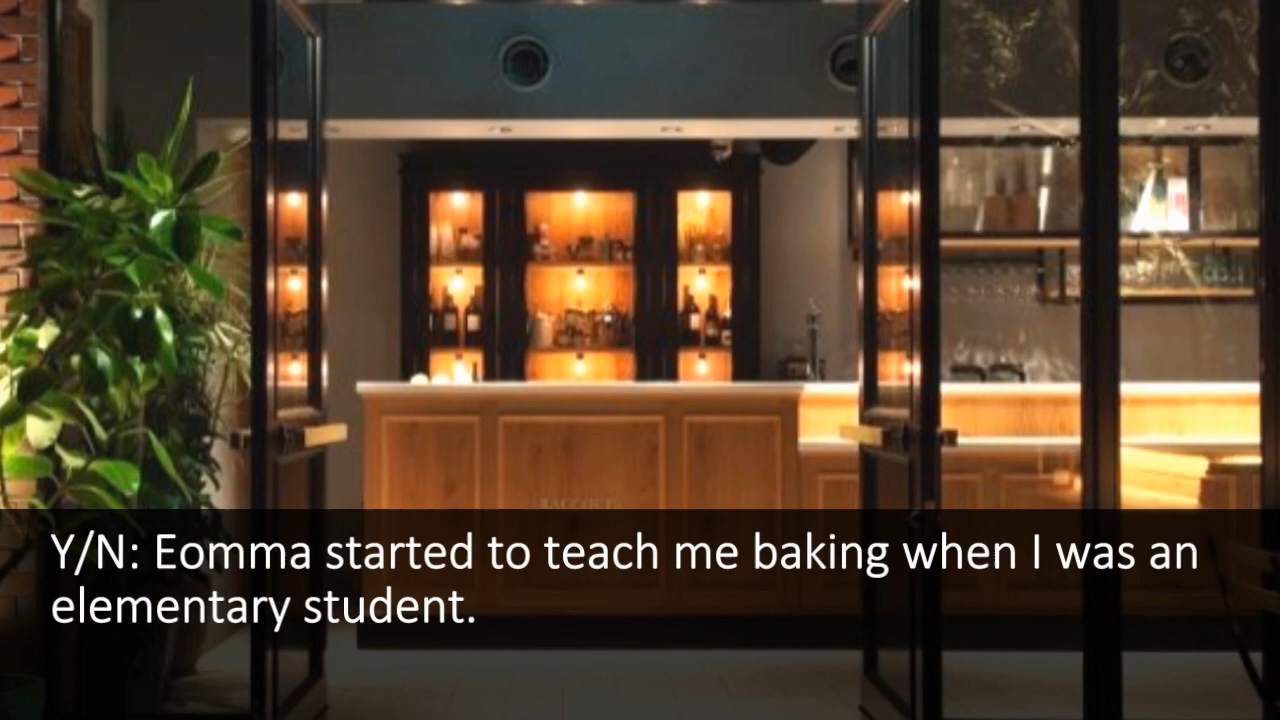 Y/N: Eomma started to teach me baking when I was an
elementary student.